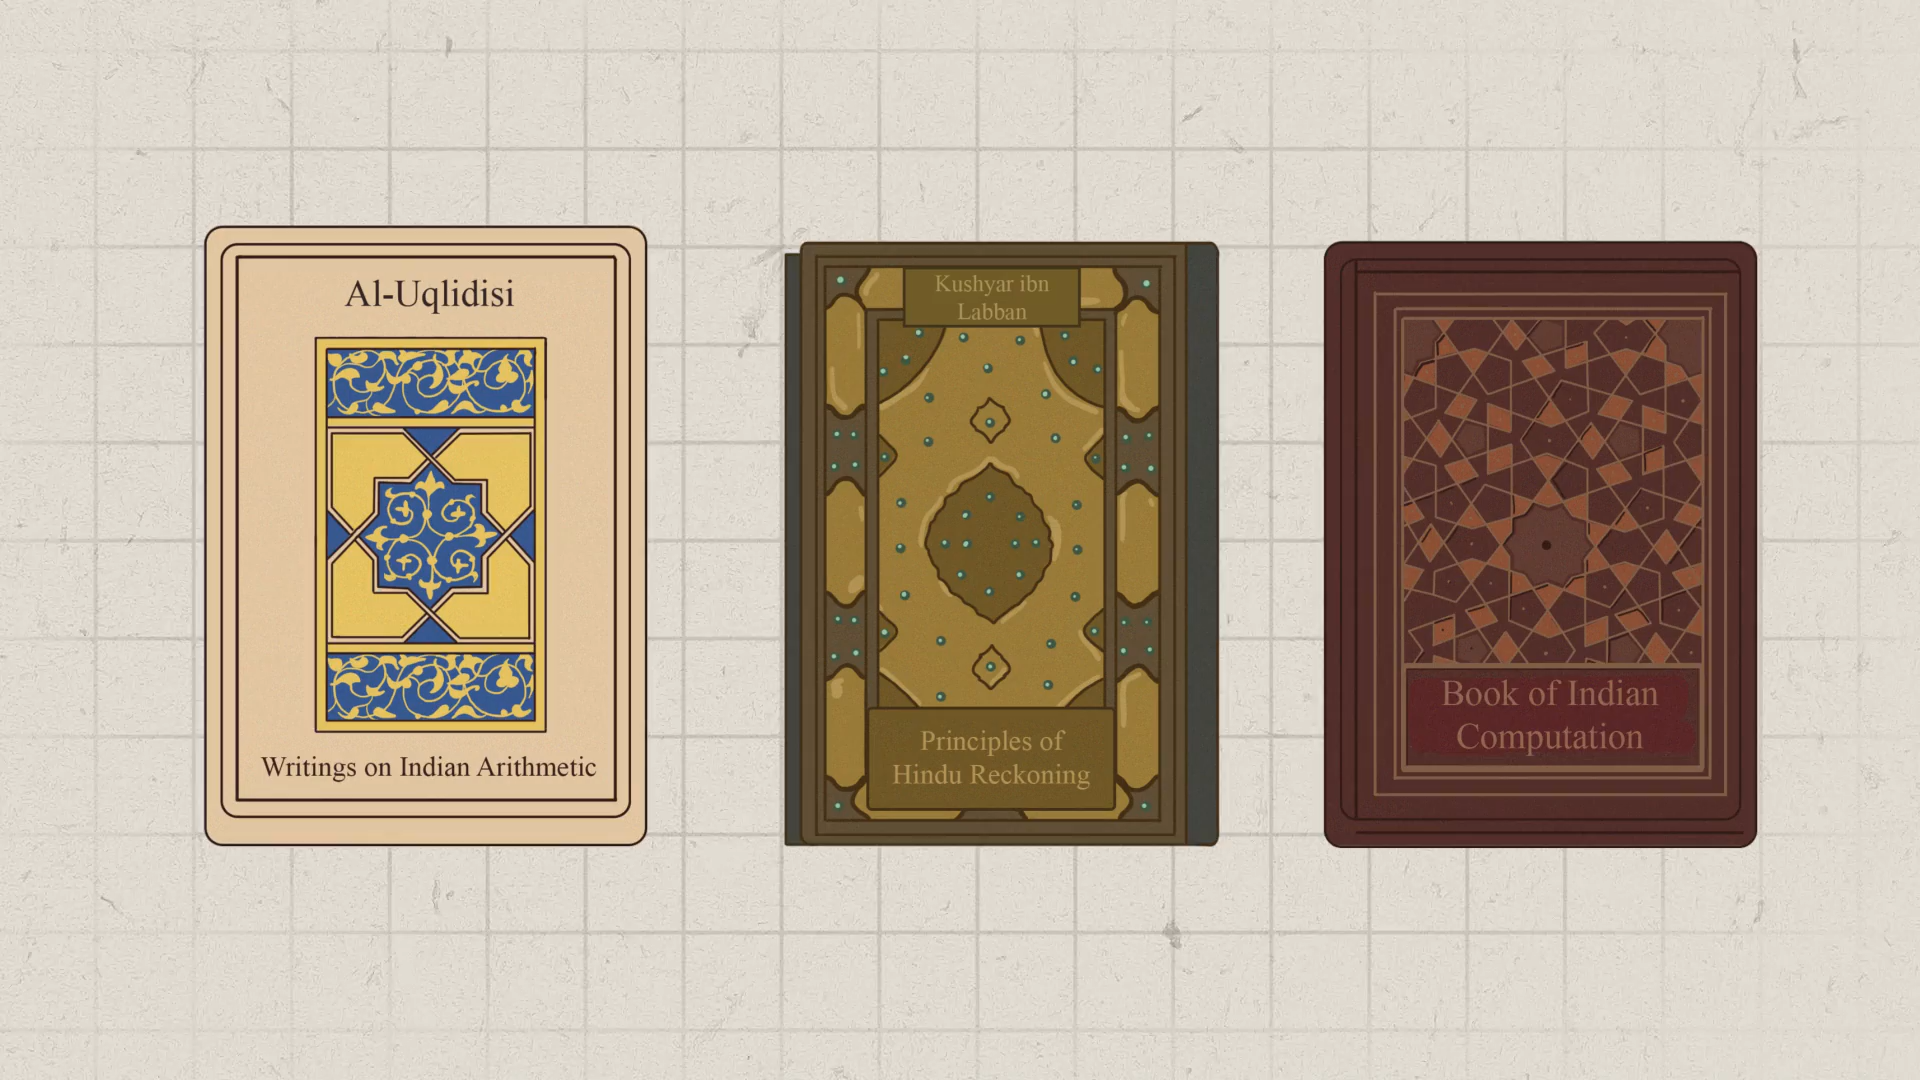 Al-Uqlidisi
Writings on Indian Arithmetic
Kushyar ibn
Labban
Principles of
Hindu Reckoning
Book of Indian
Computation